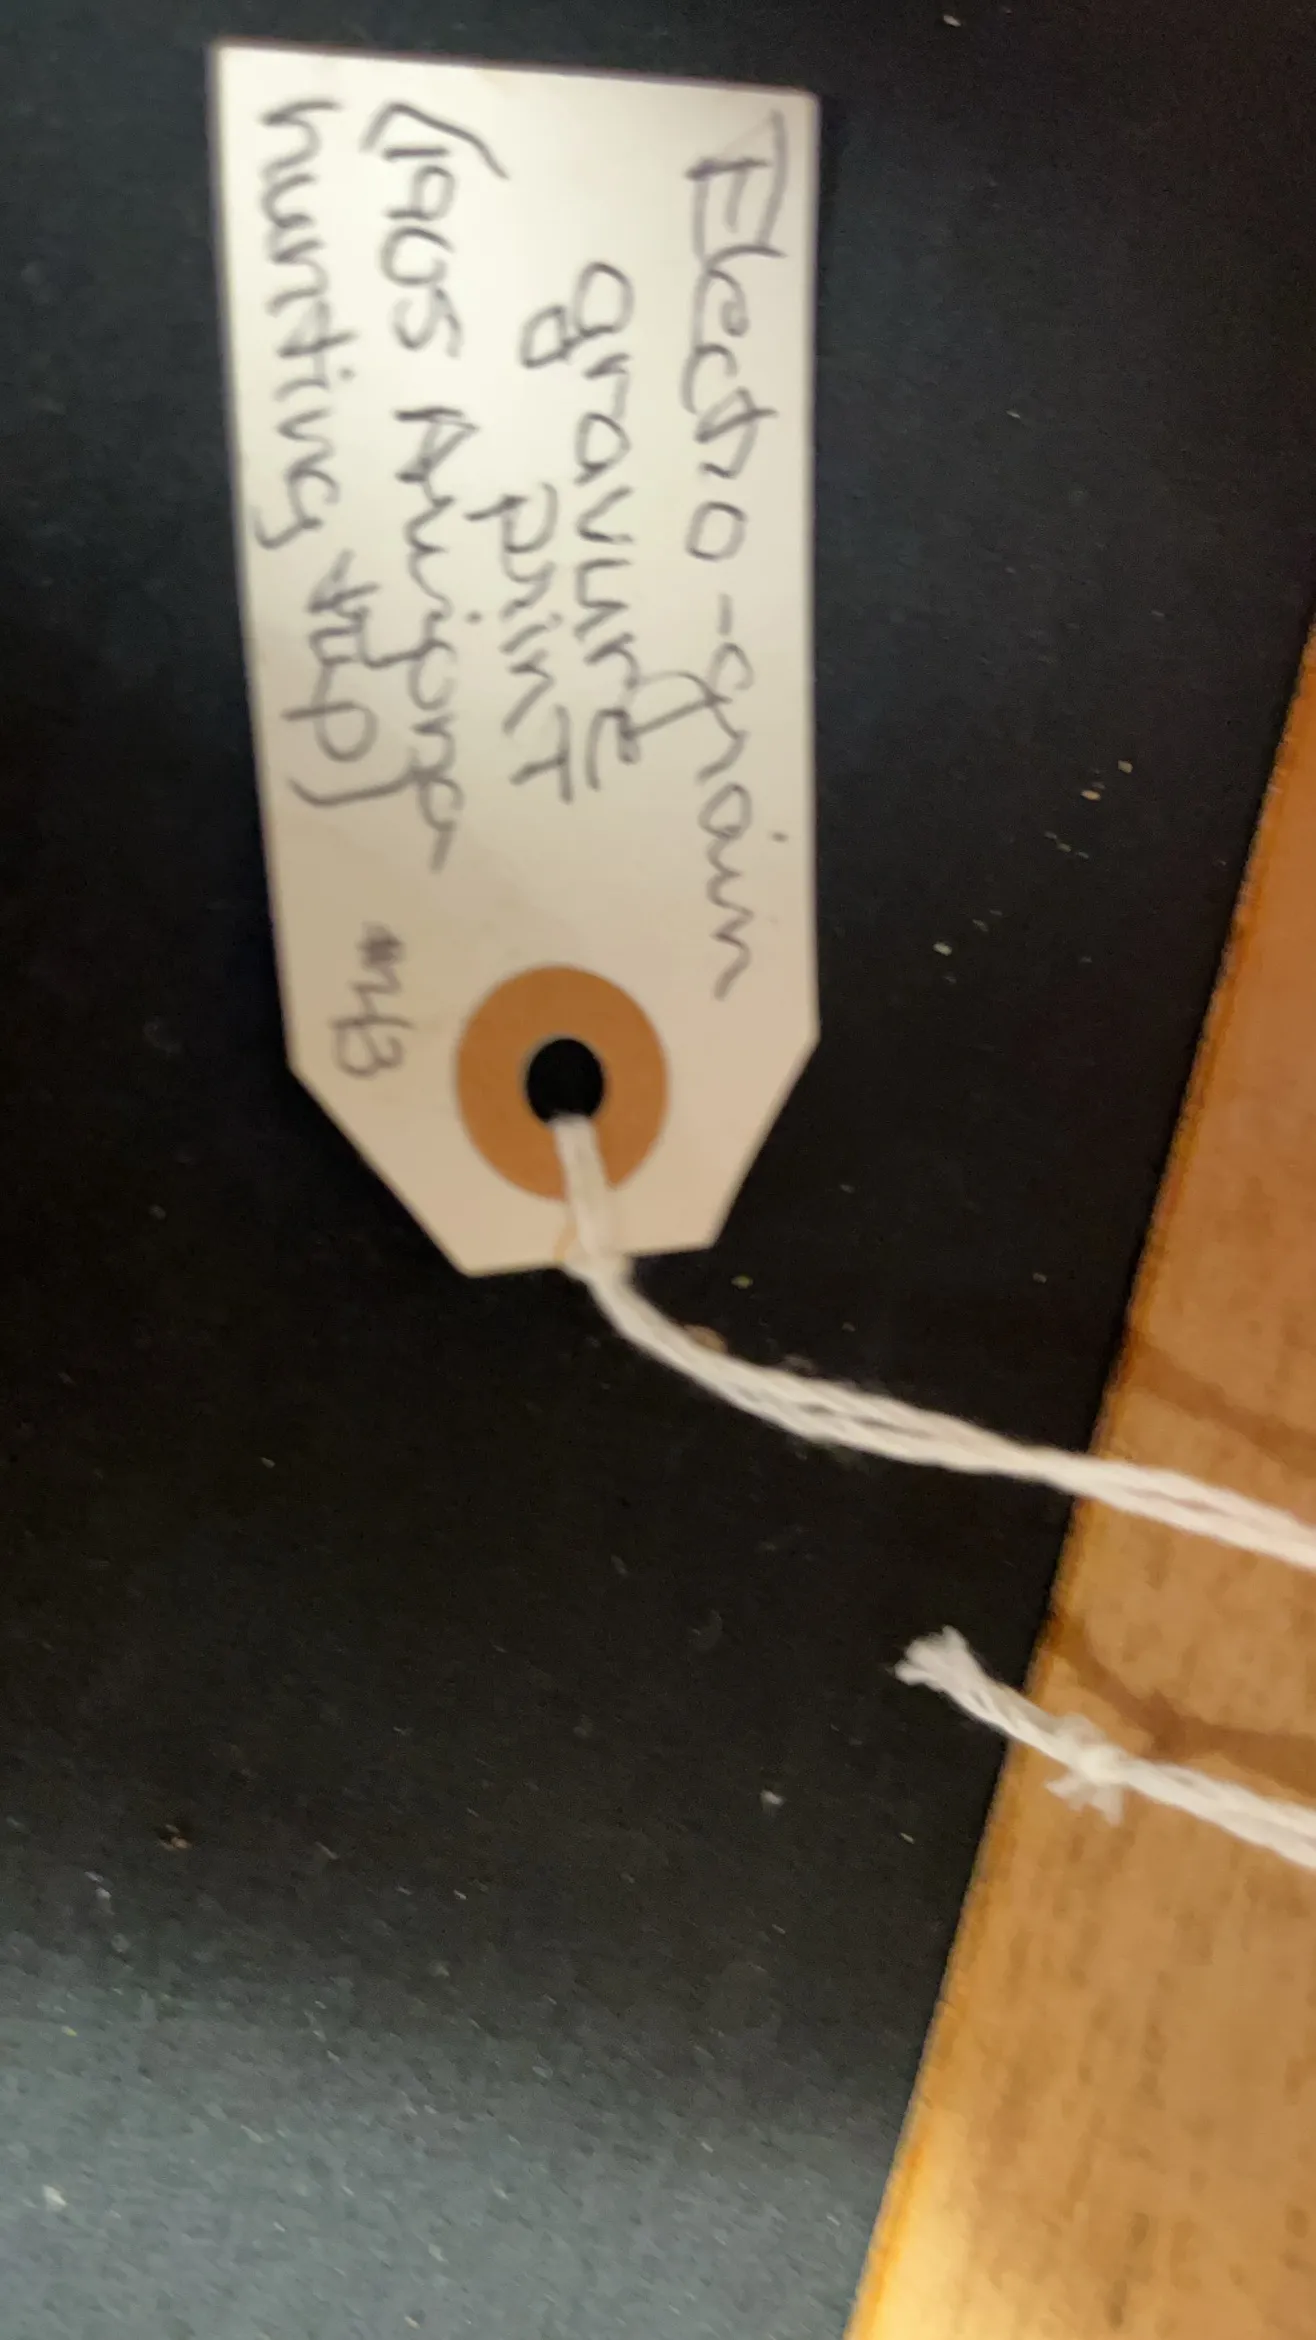 Electro-grain
gravure
print
(1905 Arizona
hunting trip)
#43